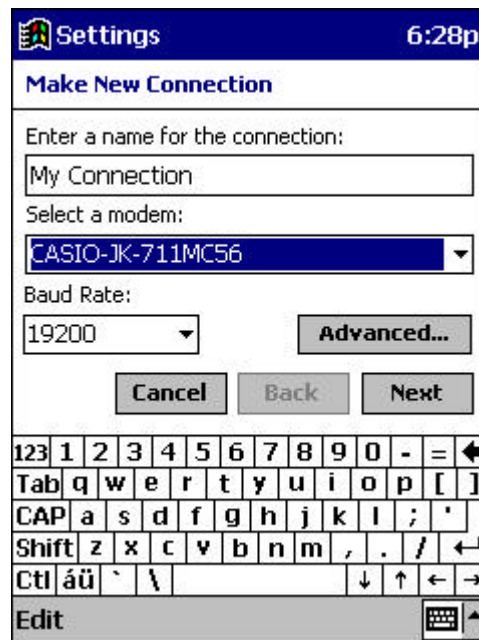 Settings 6:28p
Make New Connection
Enter a name for the connection:
My Connection
Select a modem:
CASIO-JK-711MC56
Baud Rate:
19200 Advanced...
Cancel Back Next
123 1 2 3 4 5 6 7 8 9 0 - = 
Tab q w e r t y u i o p [ ]
CAP a s d f g h j k l ; '
Shift z x c v b n m , . / ↵
Ctl áü ` \ ↓ ↑ ← →
Edit